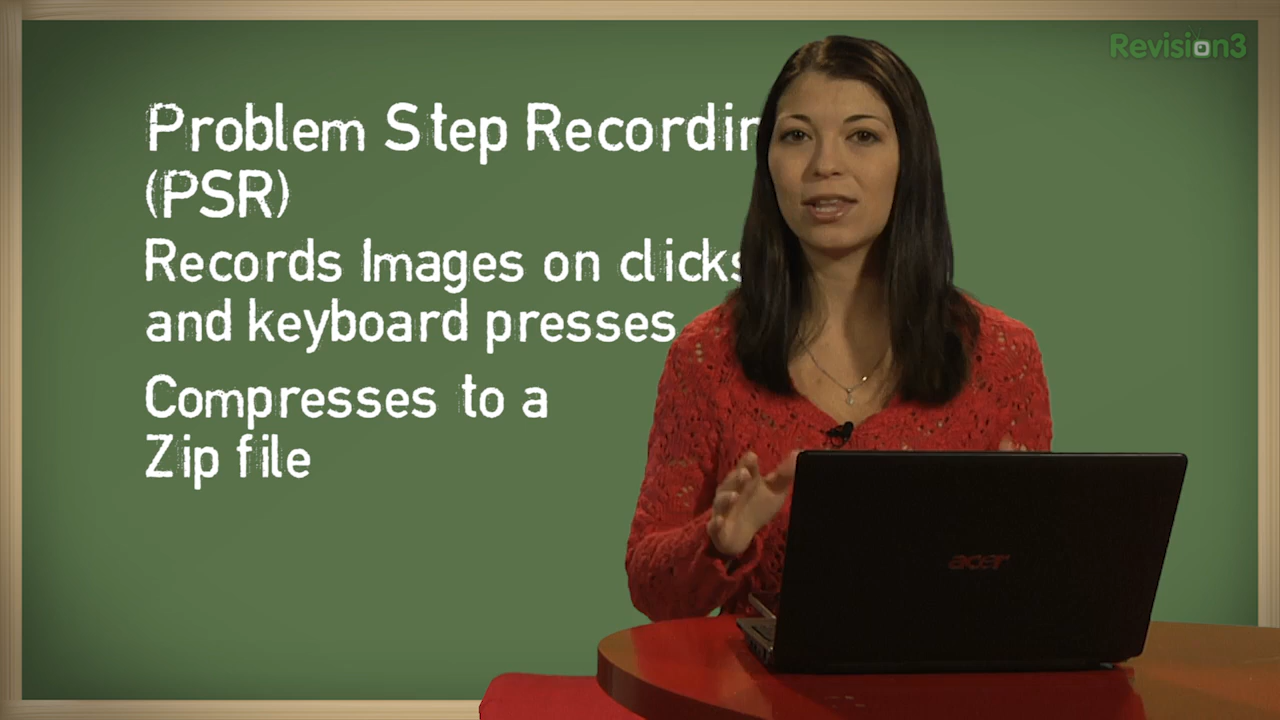 Revision3
Problem Step Recordin
(PSR)
Records Images on clicks
and keyboard presses
Compresses to a
Zip file
acer